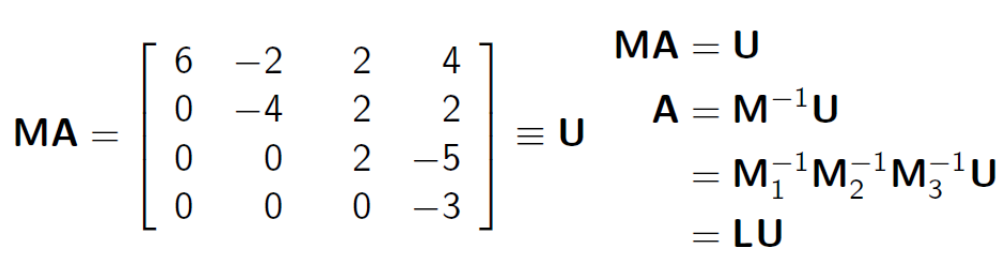 MA = [ 6 −2 2 4
0 −4 2 2
0 0 2 −5
0 0 0 −3 ] ≡ U
MA = U
A = M⁻¹U
= M₁⁻¹M₂⁻¹M₃⁻¹U
= LU